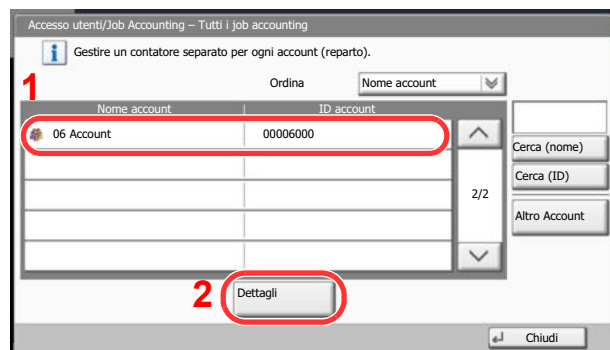 Accesso utenti/Job Accounting – Tutti i job accounting
Gestire un contatore separato per ogni account (reparto).
1
Ordina Nome account
Nome account ID account
06 Account 00006000
Cerca (nome)
Cerca (ID)
2/2
Altro Account
2 Dettagli
Chiudi